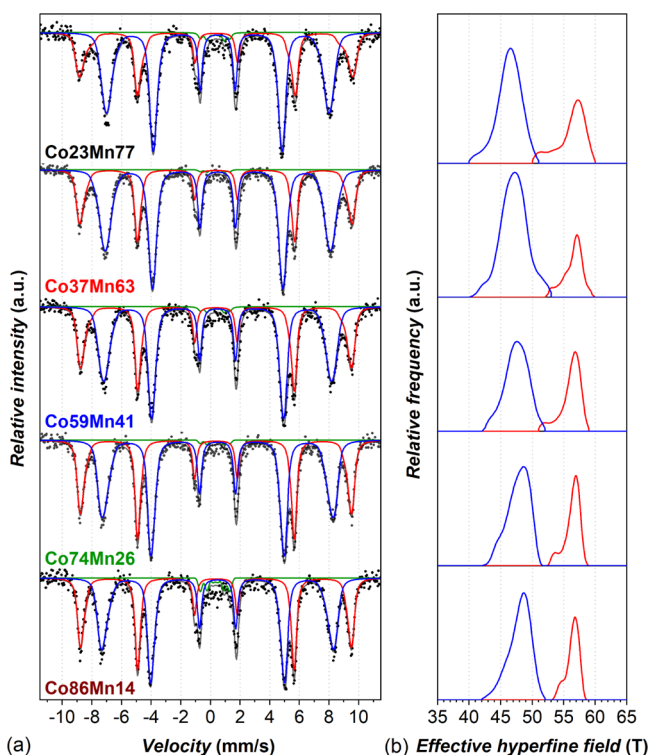 Relative intensity (a.u.)
Co23Mn77
Co37Mn63
Co59Mn41
Co74Mn26
Co86Mn14
-10 -8 -6 -4 -2 0 2 4 6 8 10
(a) Velocity (mm/s)
Relative frequency (a.u.)
35 40 45 50 55 60 65
(b) Effective hyperfine field (T)